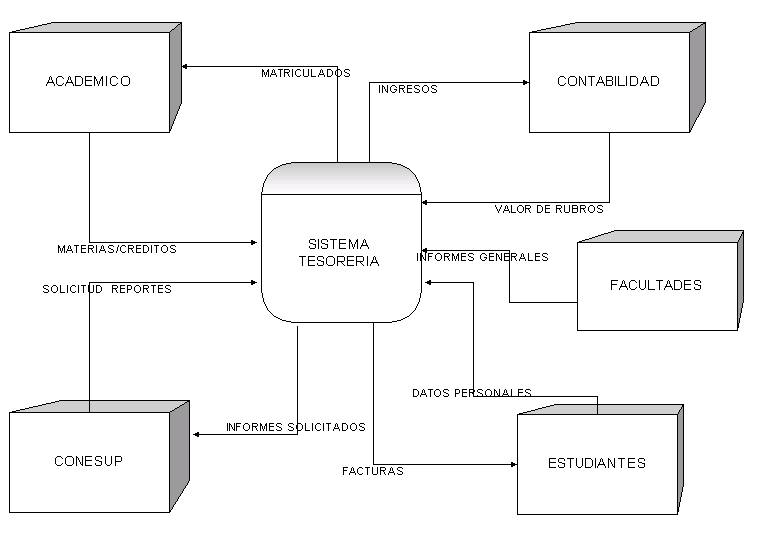 ACADEMICO
MATRICULADOS
INGRESOS
CONTABILIDAD
VALOR DE RUBROS
MATERIAS/CREDITOS
SISTEMA
TESORERIA
INFORMES GENERALES
FACULTADES
SOLICITUD  REPORTES
DATOS PERSONALES
INFORMES SOLICITADOS
CONESUP
FACTURAS
ESTUDIANTES